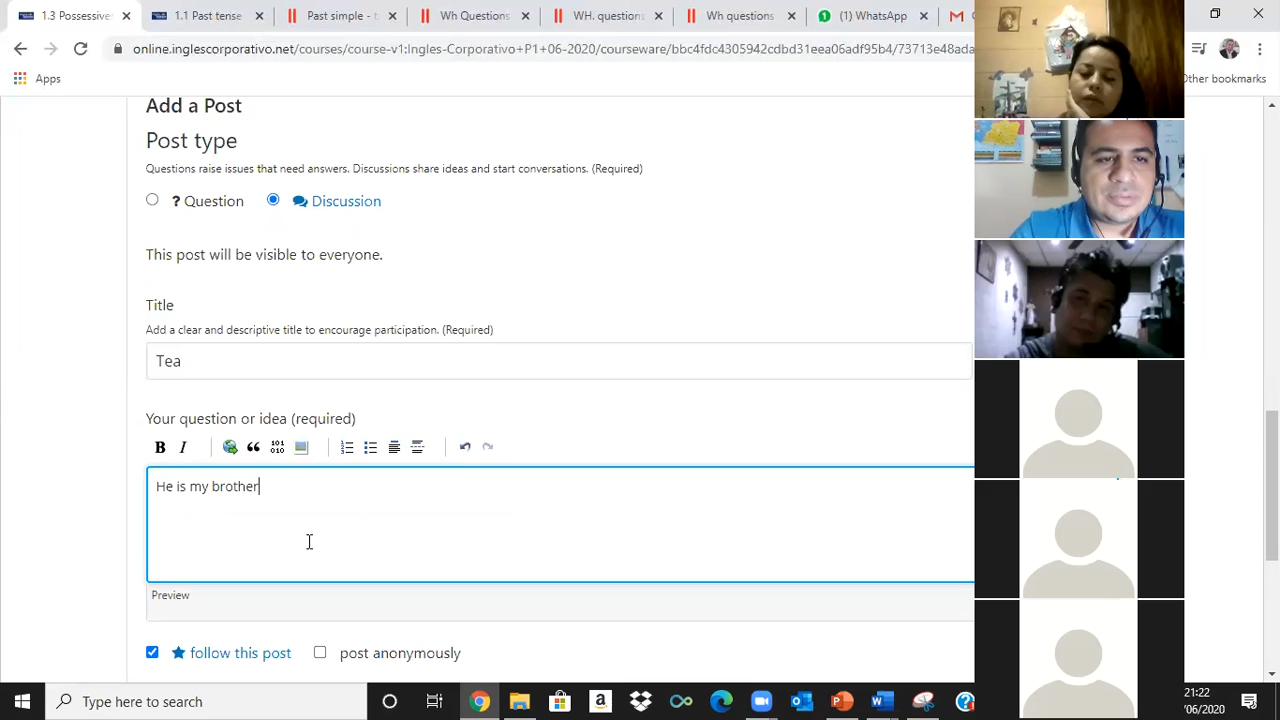 1.3 Possessives
1.1 Post tense
Past simple
Wh Questions
W.H. questions
Wh questions
(1) WhatsApp
online.inglescorporativo.net/courses/course-v1:Ingles-Corporativo+P1+06-2020/courseware/bbc4fdc4305942cdbd31eea06adf95b4/73713e48ada
Apps
Other bookmarks
Add a Post
Post type
Questions raise issues that need answers. Discussions share ideas and start conversations. (Required)
? Question
Discussion
This post will be visible to everyone.
Title
Add a clear and descriptive title to encourage participation. (Required)
Tea
Your question or idea (required)
B I
He is my brother
Preview
follow this post
post anonymously
Type here to search
21:22
/06/2020